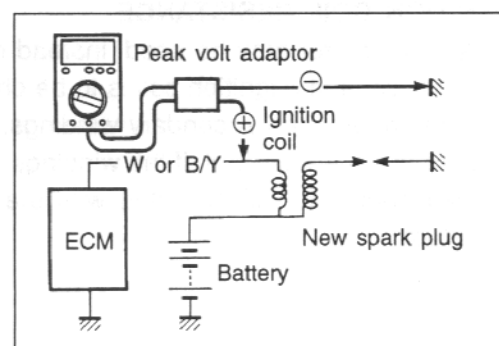 Peak volt adaptor
⊖
⊕ Ignition
coil
W or B/Y
ECM
New spark plug
Battery